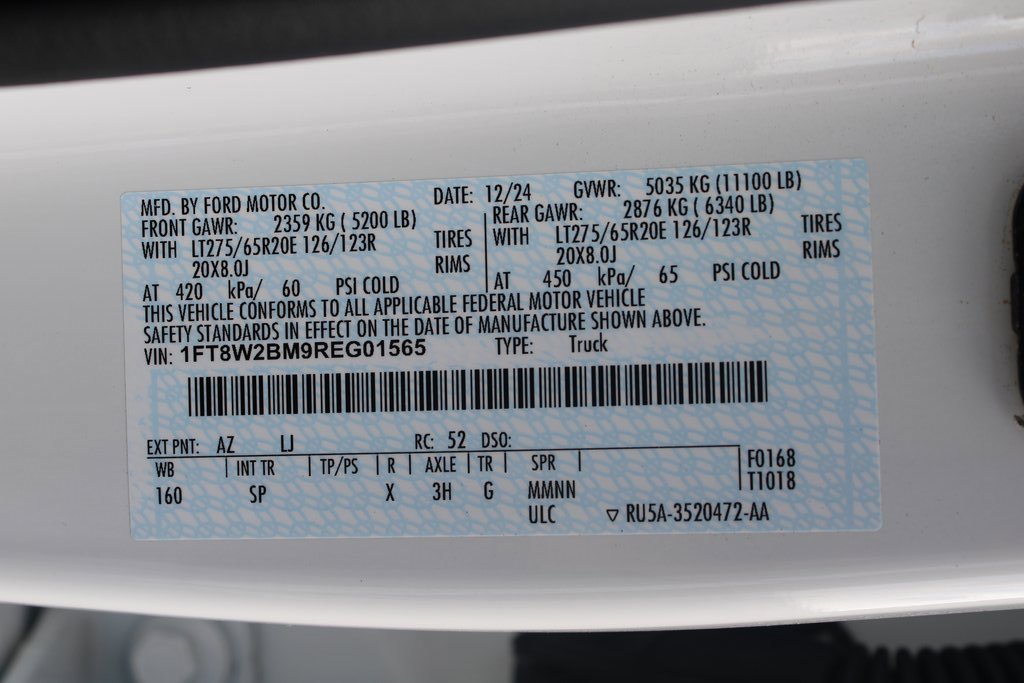 MFD. BY FORD MOTOR CO. DATE: 12/24 GVWR: 5035 KG (11100 LB)
FRONT GAWR: 2359 KG ( 5200 LB) REAR GAWR: 2876 KG ( 6340 LB)
WITH LT275/65R20E 126/123R TIRES WITH LT275/65R20E 126/123R TIRES
20X8.0J RIMS 20X8.0J RIMS
AT 420 kPa/ 60 PSI COLD AT 450 kPa/ 65 PSI COLD
THIS VEHICLE CONFORMS TO ALL APPLICABLE FEDERAL MOTOR VEHICLE
SAFETY STANDARDS IN EFFECT ON THE DATE OF MANUFACTURE SHOWN ABOVE.
VIN: 1FT8W2BM9REG01565 TYPE: Truck
EXT PNT: AZ LJ RC: 52 DSO:
WB INT TR TP/PS R AXLE TR SPR F0168
160 SP X 3H G MMNN T1018
ULC ▽ RU5A-3520472-AA